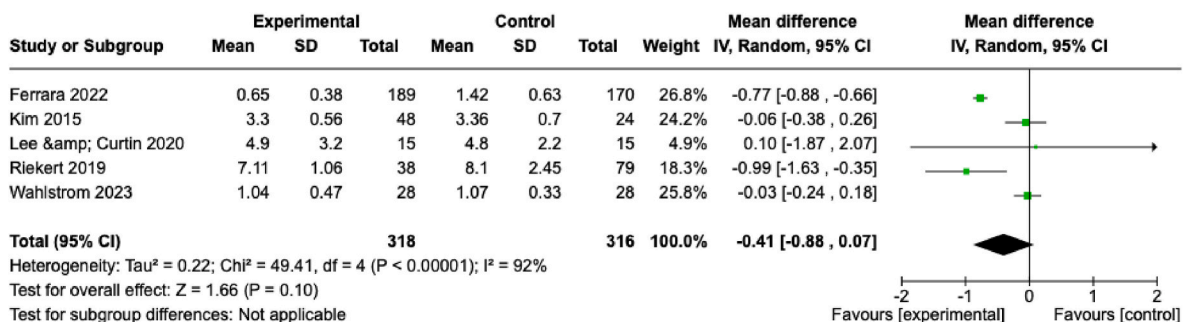 Experimental Control Mean difference Mean difference
Study or Subgroup Mean SD Total Mean SD Total Weight IV, Random, 95% CI IV, Random, 95% CI
Ferrara 2022 0.65 0.38 189 1.42 0.63 170 26.8% -0.77 [-0.88 , -0.66]
Kim 2015 3.3 0.56 48 3.36 0.7 24 24.2% -0.06 [-0.38 , 0.26]
Lee &amp; Curtin 2020 4.9 3.2 15 4.8 2.2 15 4.9% 0.10 [-1.87 , 2.07]
Riekert 2019 7.11 1.06 38 8.1 2.45 79 18.3% -0.99 [-1.63 , -0.35]
Wahlstrom 2023 1.04 0.47 28 1.07 0.33 28 25.8% -0.03 [-0.24 , 0.18]
Total (95% CI) 318 316 100.0% -0.41 [-0.88 , 0.07]
Heterogeneity: Tau² = 0.22; Chi² = 49.41, df = 4 (P < 0.00001); I² = 92%
Test for overall effect: Z = 1.66 (P = 0.10)
Test for subgroup differences: Not applicable
-2 -1 0 1 2
Favours [experimental] Favours [control]